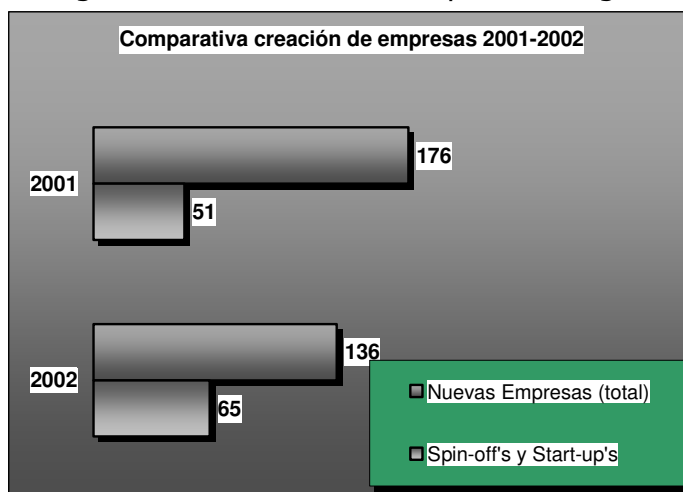 Comparativa creación de empresas 2001-2002
176
2001
51
136
2002
65
Nuevas Empresas (total)
Spin-off's y Start-up's